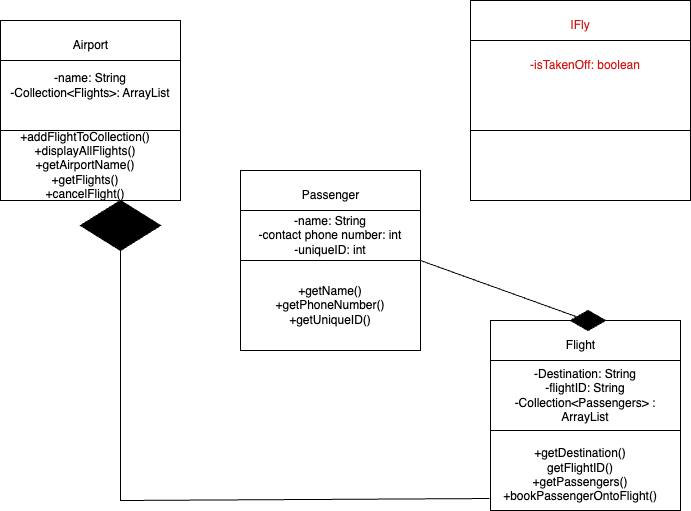 Airport
-name: String
-Collection<Flights>: ArrayList
+addFlightToCollection()
+displayAllFlights()
+getAirportName()
+getFlights()
+cancelFlight()
IFly
-isTakenOff: boolean
Passenger
-name: String
-contact phone number: int
-uniqueID: int
+getName()
+getPhoneNumber()
+getUniqueID()
Flight
-Destination: String
-flightID: String
-Collection<Passengers> :
ArrayList
+getDestination()
getFlightID()
+getPassengers()
+bookPassengerOntoFlight()